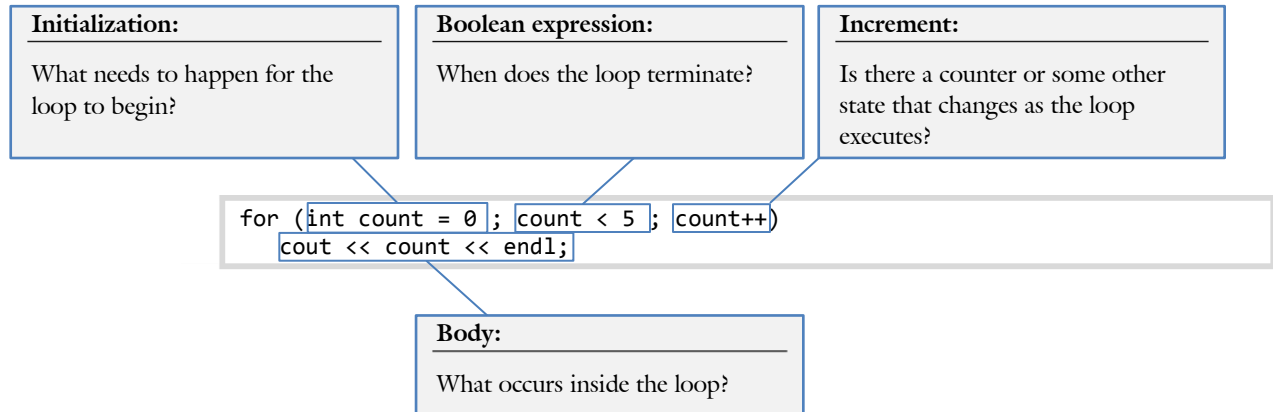 Initialization:
What needs to happen for the
loop to begin?
Boolean expression:
When does the loop terminate?
Increment:
Is there a counter or some other
state that changes as the loop
executes?
for (int count = 0 ; count < 5 ; count++)
cout << count << endl;
Body:
What occurs inside the loop?